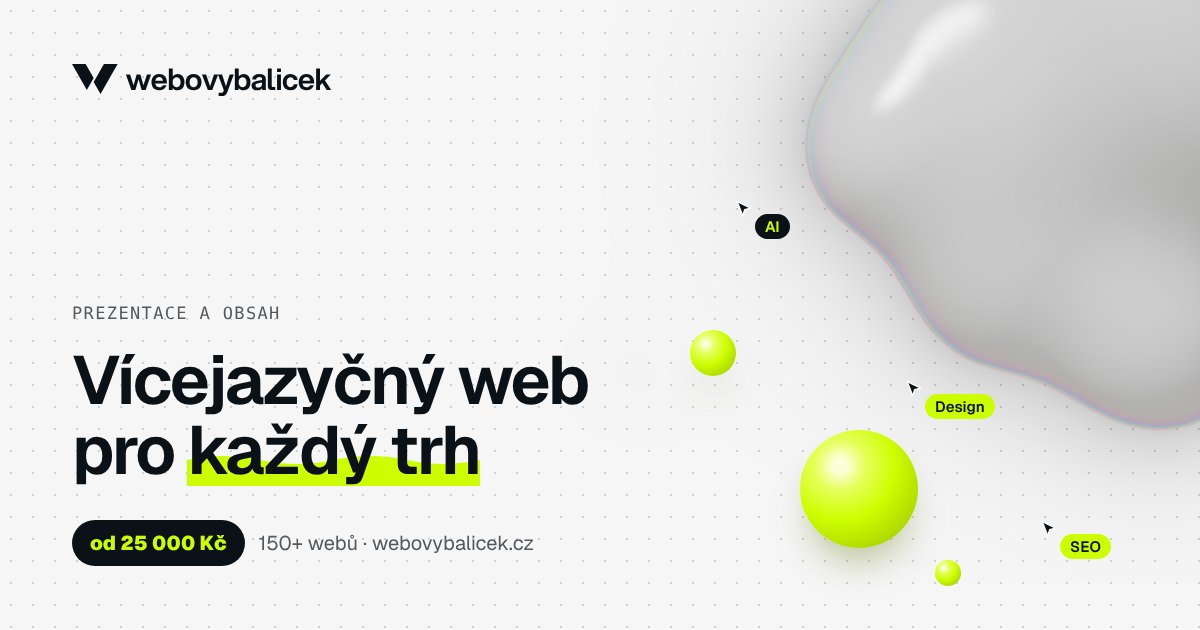 webovybalicek
AI
PREZENTACE A OBSAH
Vícejazyčný web
pro každý trh
Design
od 25 000 Kč
150+ webů · webovybalicek.cz
SEO